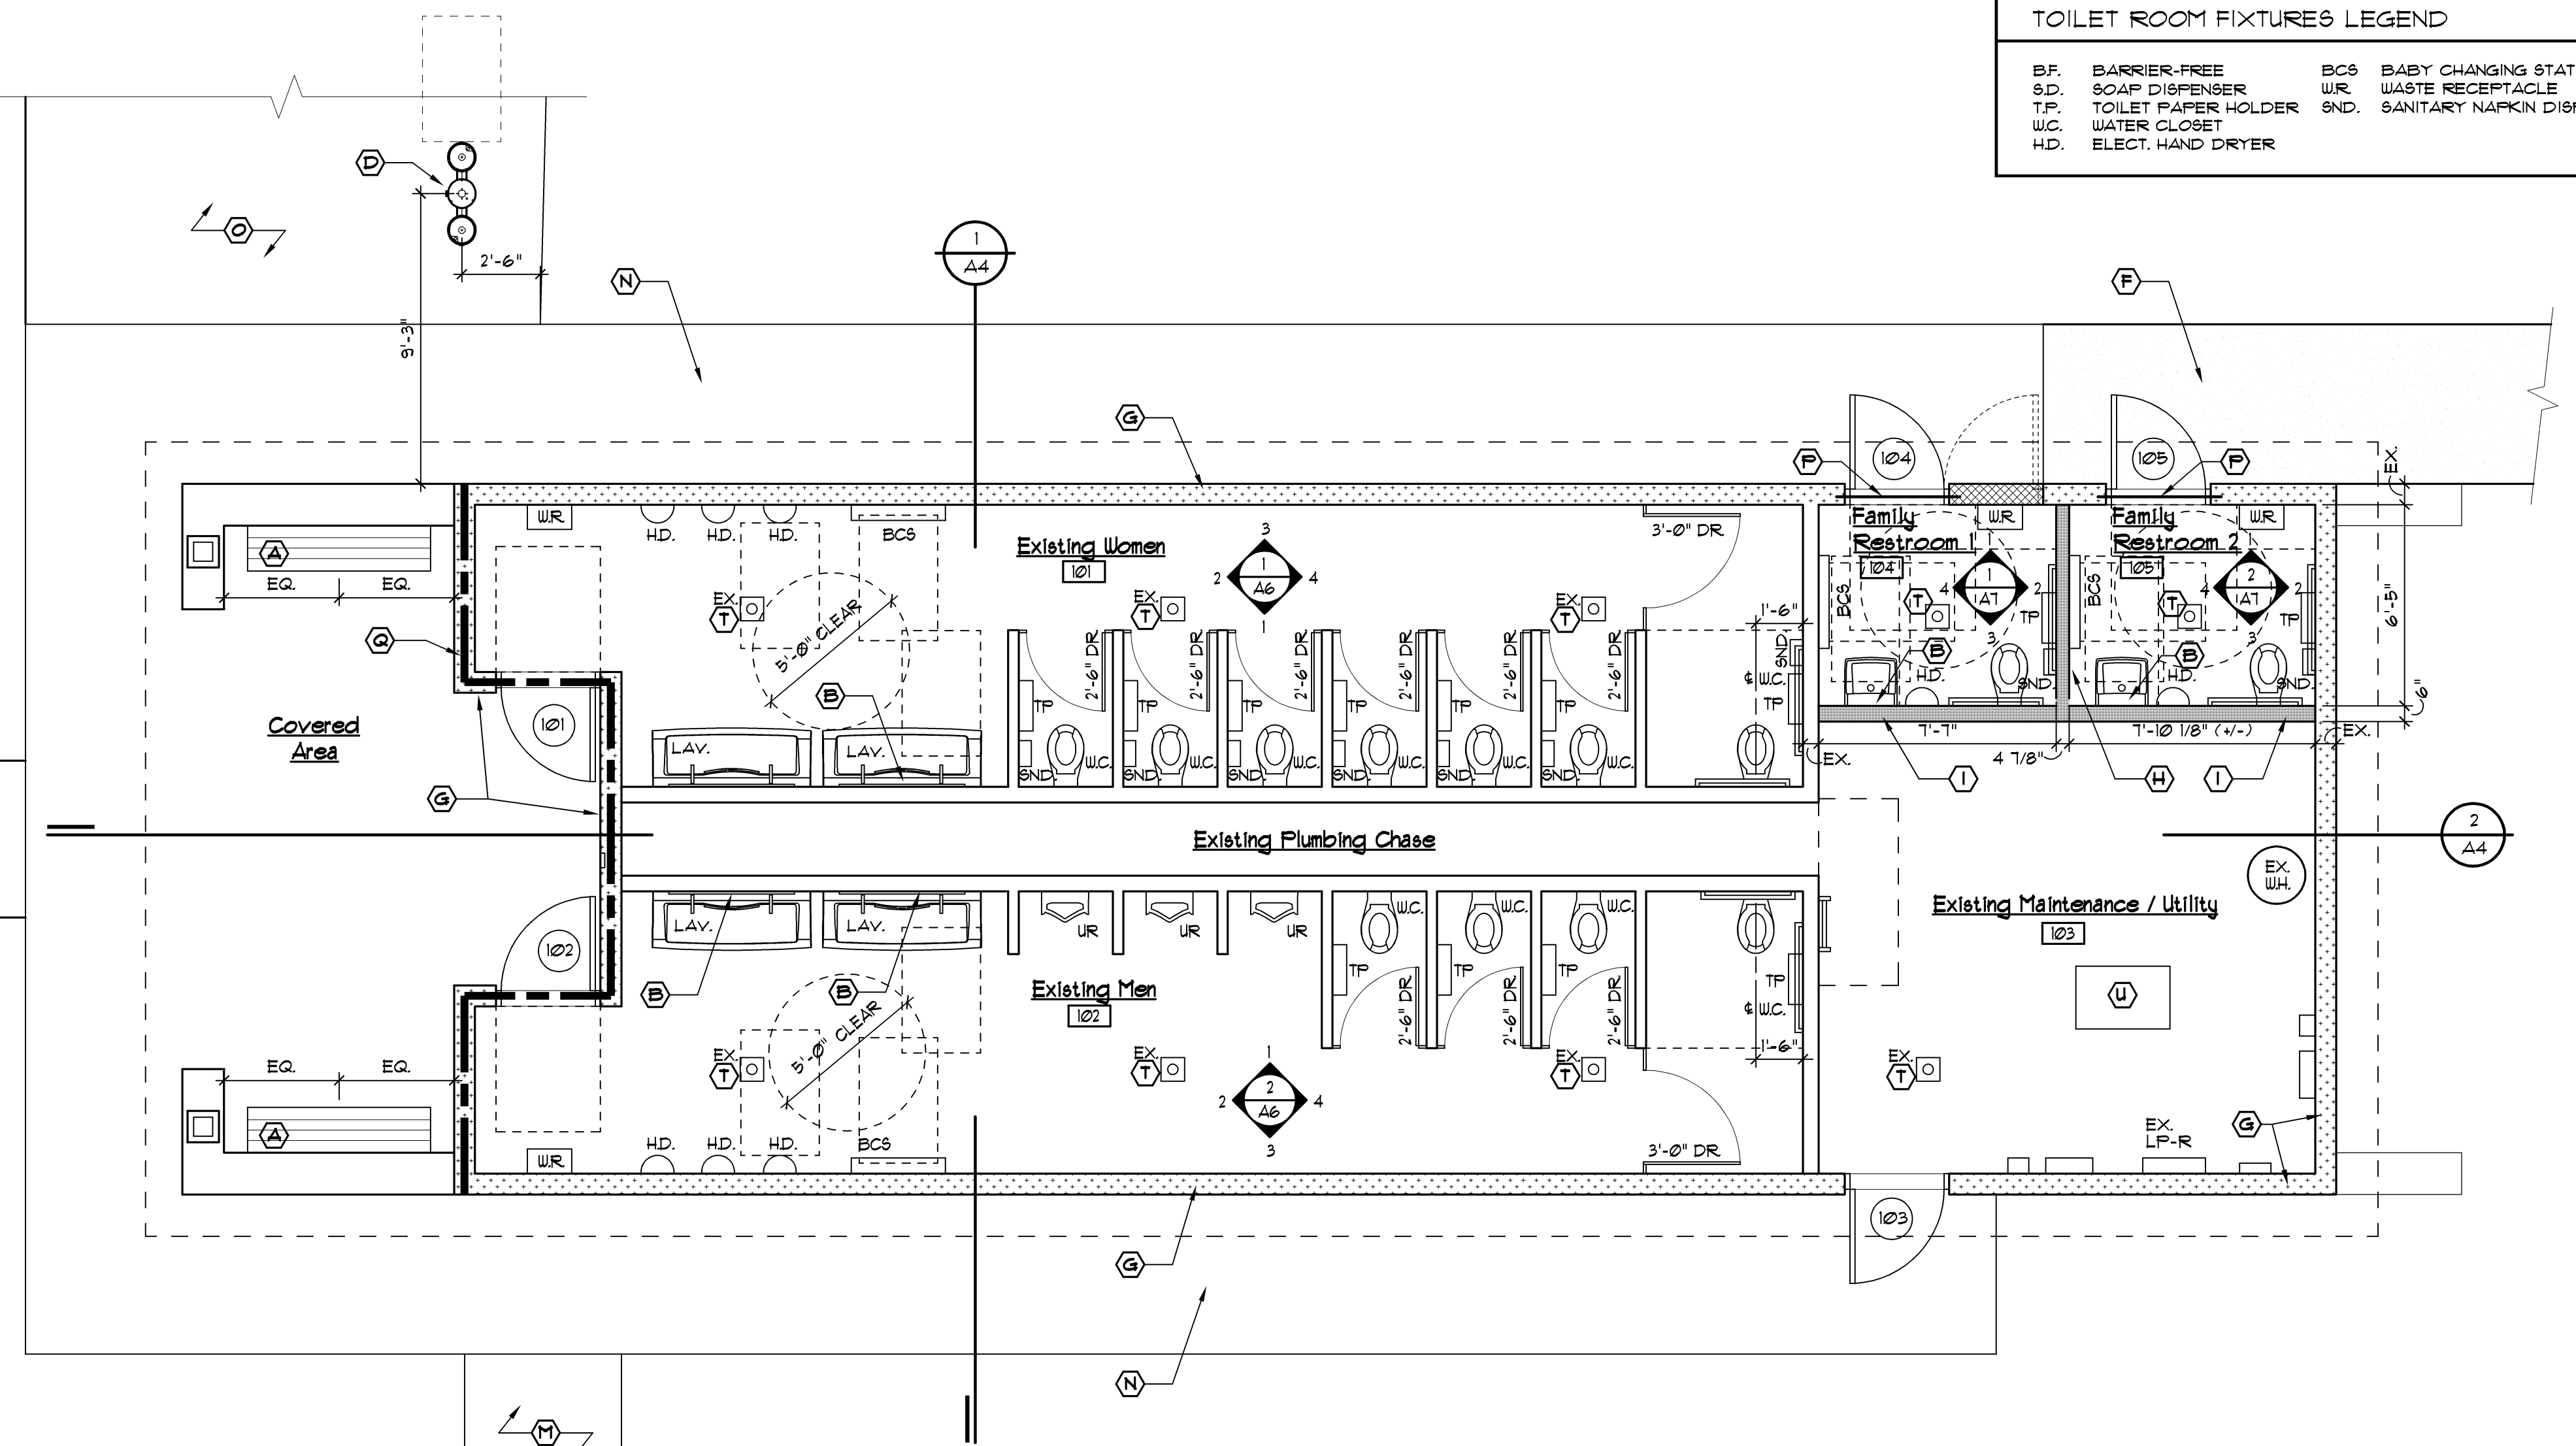 TOILET ROOM FIXTURES LEGEND
B.F. BARRIER-FREE
S.D. SOAP DISPENSER
T.P. TOILET PAPER HOLDER
W.C. WATER CLOSET
H.D. ELECT. HAND DRYER
BCS BABY CHANGING
W.R. WASTE RECEPTACLE
SND. SANITARY NAPKIN
D
O
2'-6"
9'-3"
N
1
A4
F
G
P
104
105
P
EX.
W.R.
H.D.
H.D.
H.D.
BCS
Existing Women
101
3
2
1
A6
4
1
3'-0" DR
Family
Restroom 1
104
W.R.
Family
Restroom 2
105
W.R.
A
EQ.
EQ.
EX.
T
5'-0" CLEAR
EX.
T
EX.
T
1'-6"
BCS
T
4
1
1
A7
2
3
TP
BCS
T
4
1
2
A7
2
3
TP
6'-5"
Q
B
2'-6" DR
2'-6" DR
2'-6" DR
2'-6" DR
2'-6" DR
2'-6" DR
SND.
℄ W.C.
TP
B
H.D.
SND.
B
H.D.
SND.
6"
TP
TP
TP
TP
TP
TP
Covered
Area
101
LAV.
LAV.
W.C.
W.C.
W.C.
W.C.
W.C.
W.C.
SND.
SND.
SND.
SND.
SND.
SND.
7'-7"
7'-10 1/8" (+/-)
EX.
EX.
4 7/8"
I
H
I
G
Existing Plumbing Chase
2
A4
EX.
W.H.
102
LAV.
LAV.
UR
UR
UR
W.C.
W.C.
W.C.
Existing Maintenance / Utility
103
B
B
5'-0" CLEAR
Existing Men
102
TP
TP
TP
2'-6" DR
2'-6" DR
2'-6" DR
TP
℄ W.C.
1'-6"
U
EQ.
EQ.
EX.
T
EX.
T
EX.
T
EX.
T
A
1
2
2
A6
4
3
H.D.
H.D.
H.D.
BCS
W.R.
3'-0" DR
EX.
LP-R
G
103
G
N
M